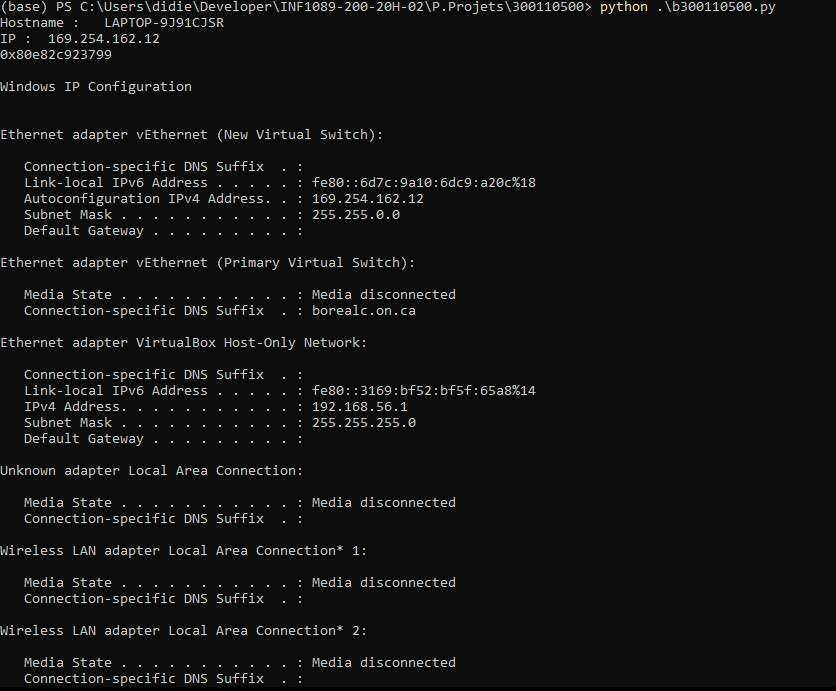 (base) PS C:\Users\didie\Developer\INF1089-200-20H-02\P.Projets\300110500> python .\b300110500.py
Hostname :   LAPTOP-9J91CJSR
IP :  169.254.162.12
0x80e82c923799
Windows IP Configuration
Ethernet adapter vEthernet (New Virtual Switch):
   Connection-specific DNS Suffix  . :
   Link-local IPv6 Address . . . . . : fe80::6d7c:9a10:6dc9:a20c%18
   Autoconfiguration IPv4 Address. . : 169.254.162.12
   Subnet Mask . . . . . . . . . . . : 255.255.0.0
   Default Gateway . . . . . . . . . :
Ethernet adapter vEthernet (Primary Virtual Switch):
   Media State . . . . . . . . . . . : Media disconnected
   Connection-specific DNS Suffix  . : borealc.on.ca
Ethernet adapter VirtualBox Host-Only Network:
   Connection-specific DNS Suffix  . :
   Link-local IPv6 Address . . . . . : fe80::3169:bf52:bf5f:65a8%14
   IPv4 Address. . . . . . . . . . . : 192.168.56.1
   Subnet Mask . . . . . . . . . . . : 255.255.255.0
   Default Gateway . . . . . . . . . :
Unknown adapter Local Area Connection:
   Media State . . . . . . . . . . . : Media disconnected
   Connection-specific DNS Suffix  . :
Wireless LAN adapter Local Area Connection* 1:
   Media State . . . . . . . . . . . : Media disconnected
   Connection-specific DNS Suffix  . :
Wireless LAN adapter Local Area Connection* 2:
   Media State . . . . . . . . . . . : Media disconnected
   Connection-specific DNS Suffix  . :